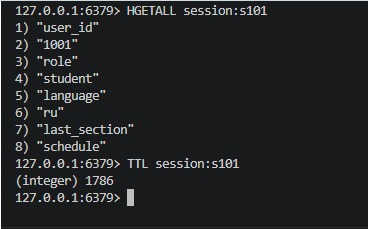 127.0.0.1:6379> HGETALL session:s101
1) "user_id"
2) "1001"
3) "role"
4) "student"
5) "language"
6) "ru"
7) "last_section"
8) "schedule"
127.0.0.1:6379> TTL session:s101
(integer) 1786
127.0.0.1:6379>